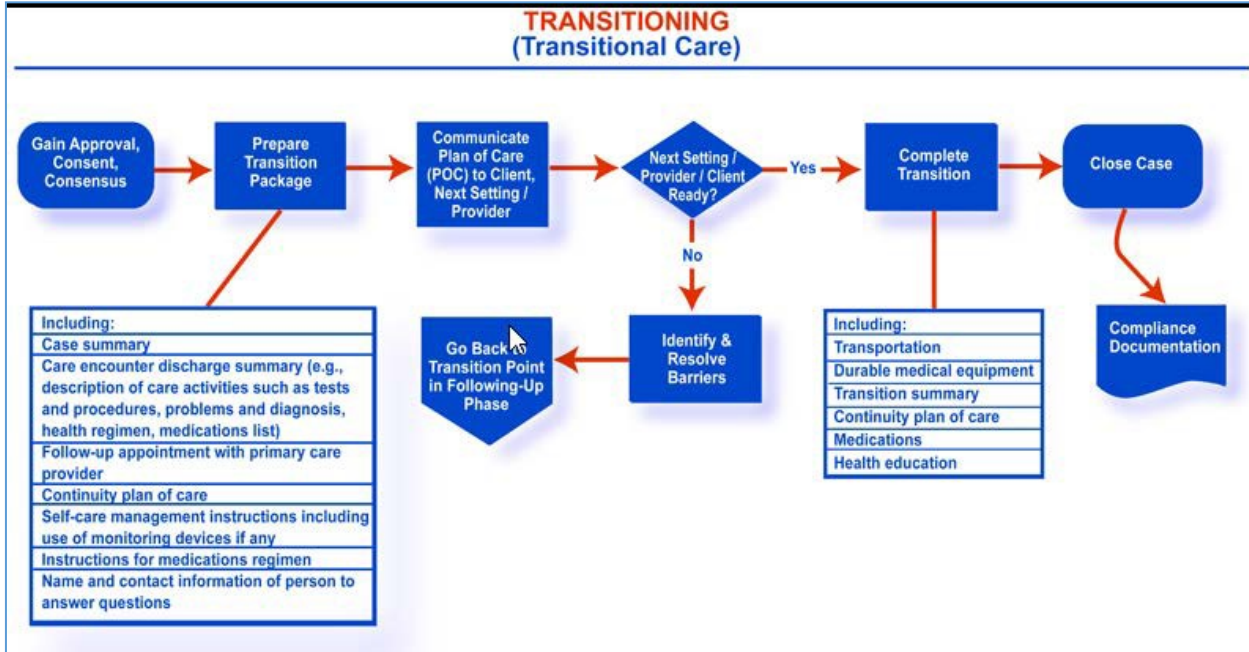 TRANSITIONING
(Transitional Care)
Gain Approval,
Consent,
Consensus
Prepare
Transition
Package
Communicate
Plan of Care
(POC) to Client,
Next Setting /
Provider
Next Setting /
Provider / Client
Ready?
Yes
Complete
Transition
Close Case
No
Identify &
Resolve
Barriers
Go Back to
Transition Point
in Following-Up
Phase
Compliance
Documentation
Including:
Case summary
Care encounter discharge summary (e.g.,
description of care activities such as tests
and procedures, problems and diagnosis,
health regimen, medications list)
Follow-up appointment with primary care
provider
Continuity plan of care
Self-care management instructions including
use of monitoring devices if any
Instructions for medications regimen
Name and contact information of person to
answer questions
Including:
Transportation
Durable medical equipment
Transition summary
Continuity plan of care
Medications
Health education